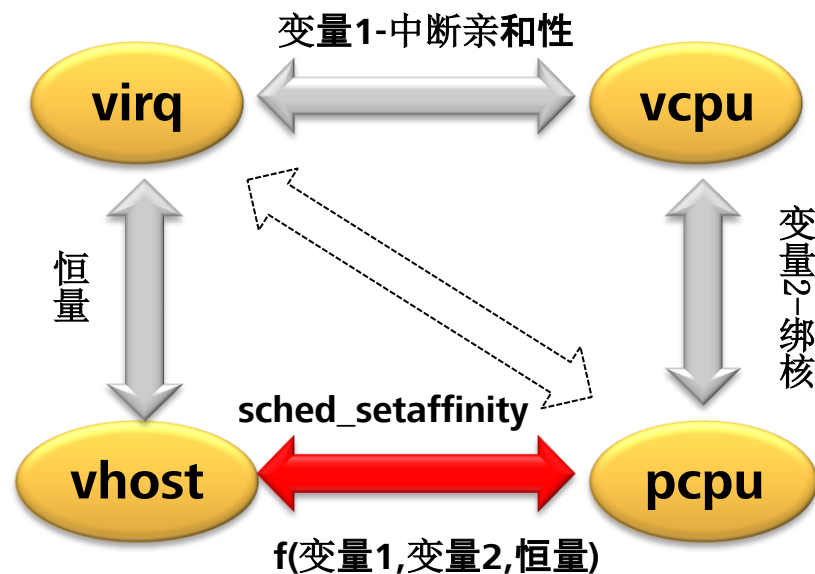 变量1-中断亲和性
virq
vcpu
恒量
变量2-绑核
sched_setaffinity
vhost
pcpu
f(变量1,变量2,恒量)